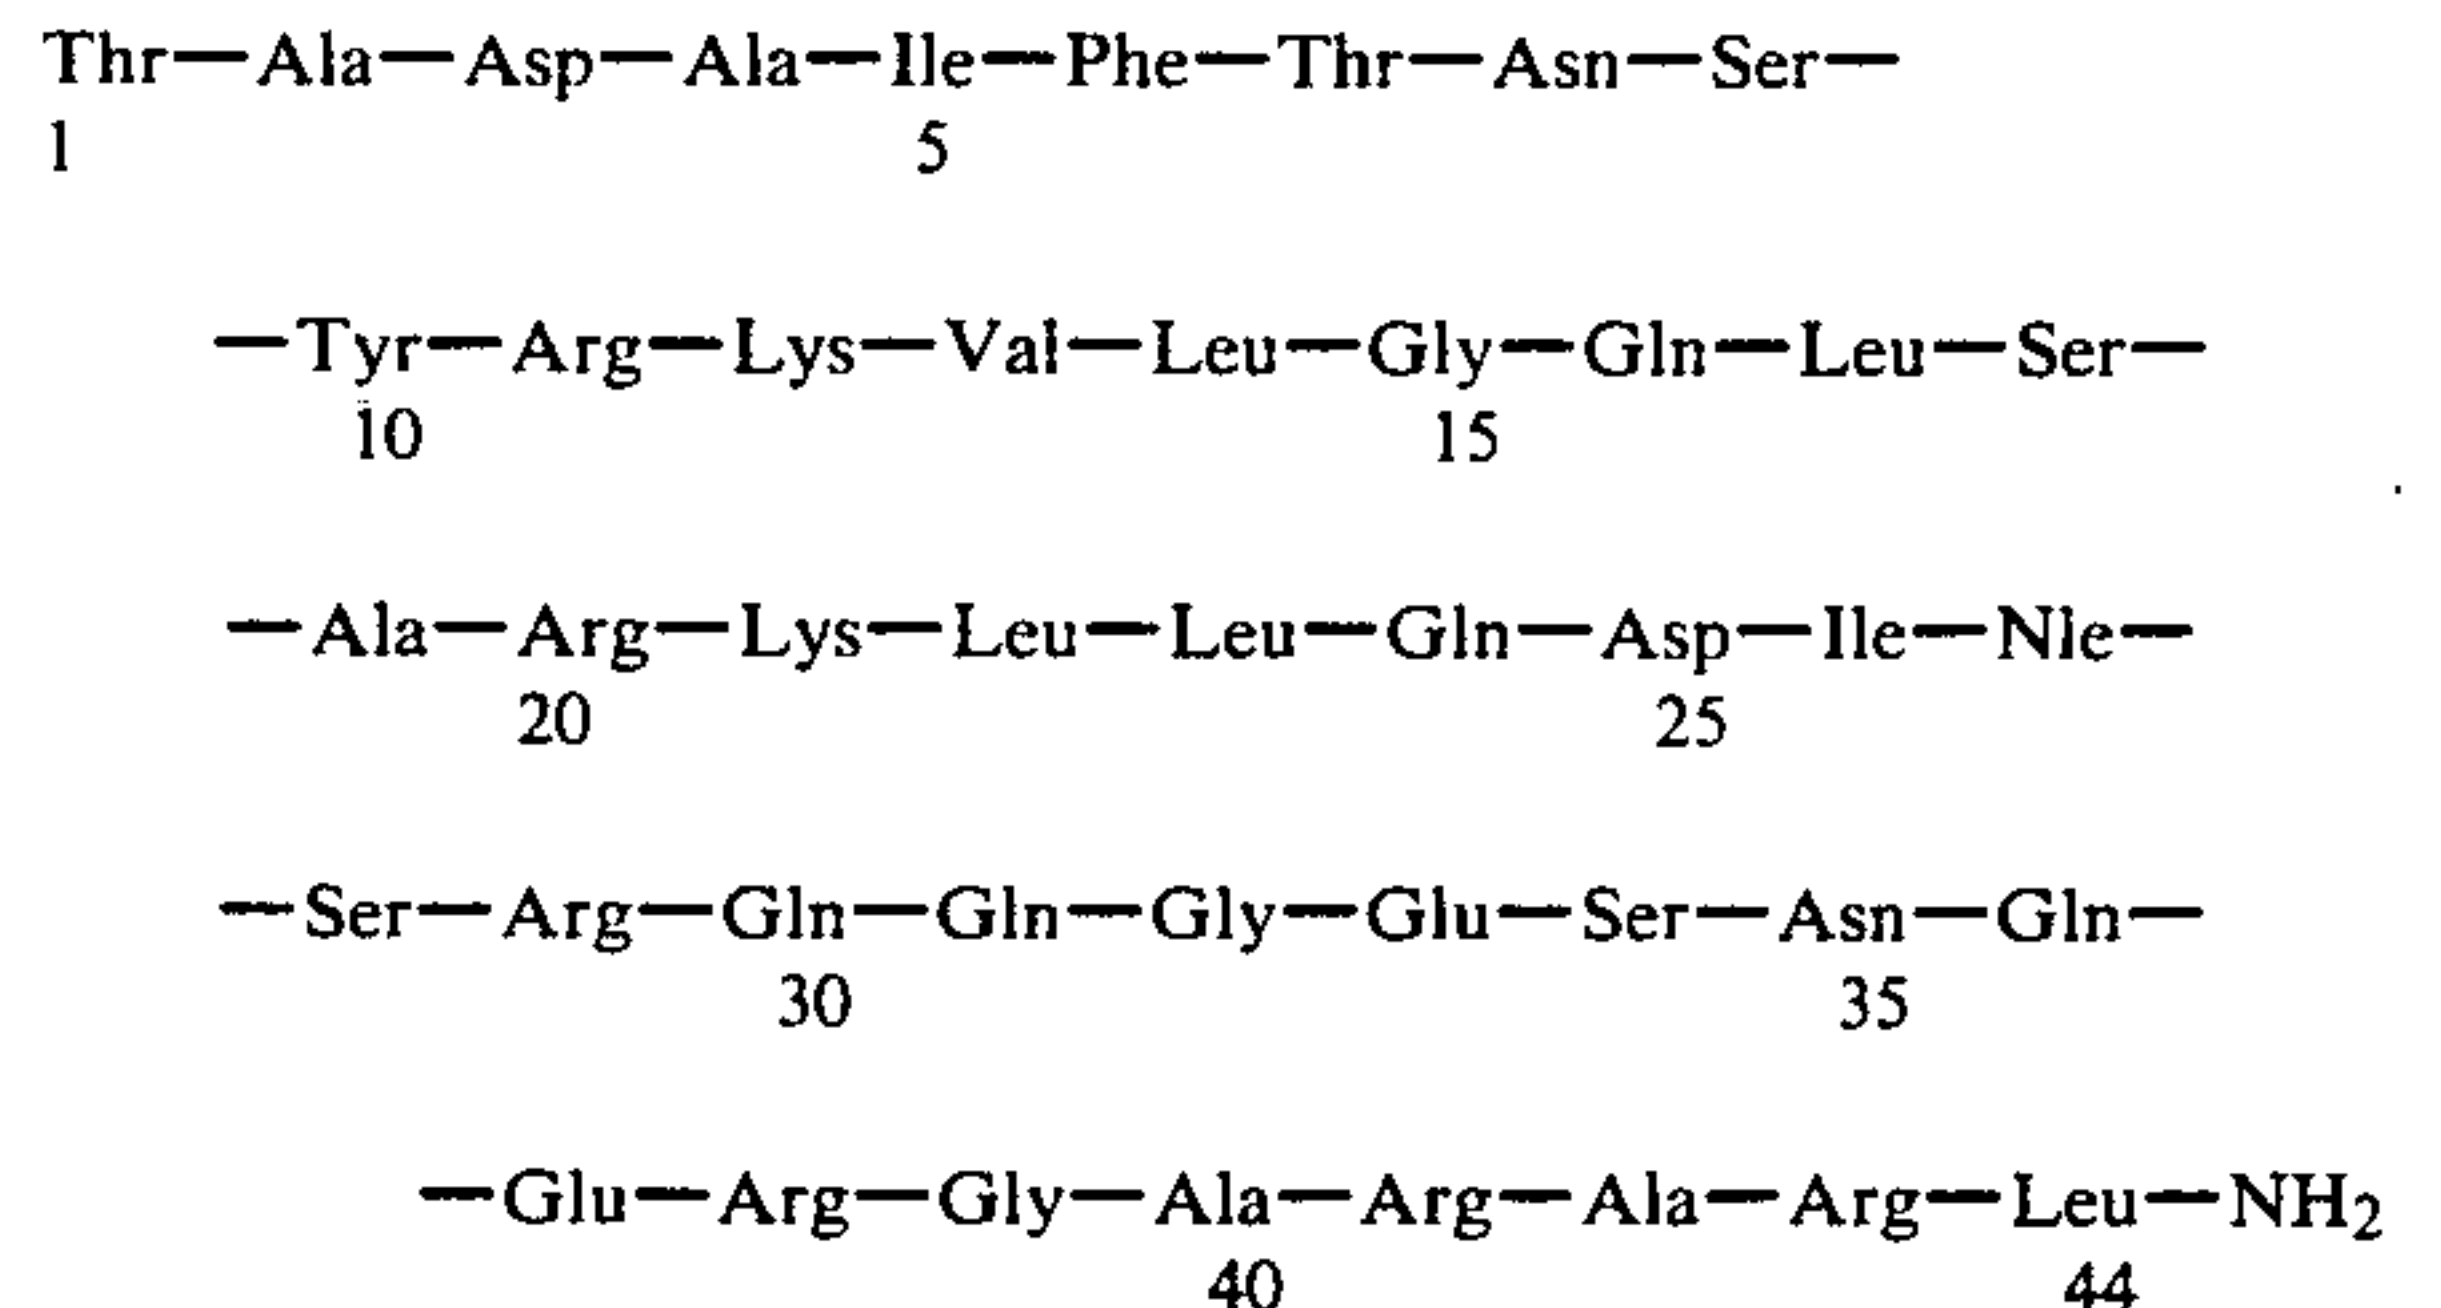 Thr—Ala—Asp—Ala—Ile—Phe—Thr—Asn—Ser—
1 5
—Tyr—Arg—Lys—Val—Leu—Gly—Gln—Leu—Ser—
10 15
—Ala—Arg—Lys—Leu—Leu—Gln—Asp—Ile—Nle—
20 25
—Ser—Arg—Gln—Gln—Gly—Glu—Ser—Asn—Gln—
30 35
—Glu—Arg—Gly—Ala—Arg—Ala—Arg—Leu—NH2
40 44